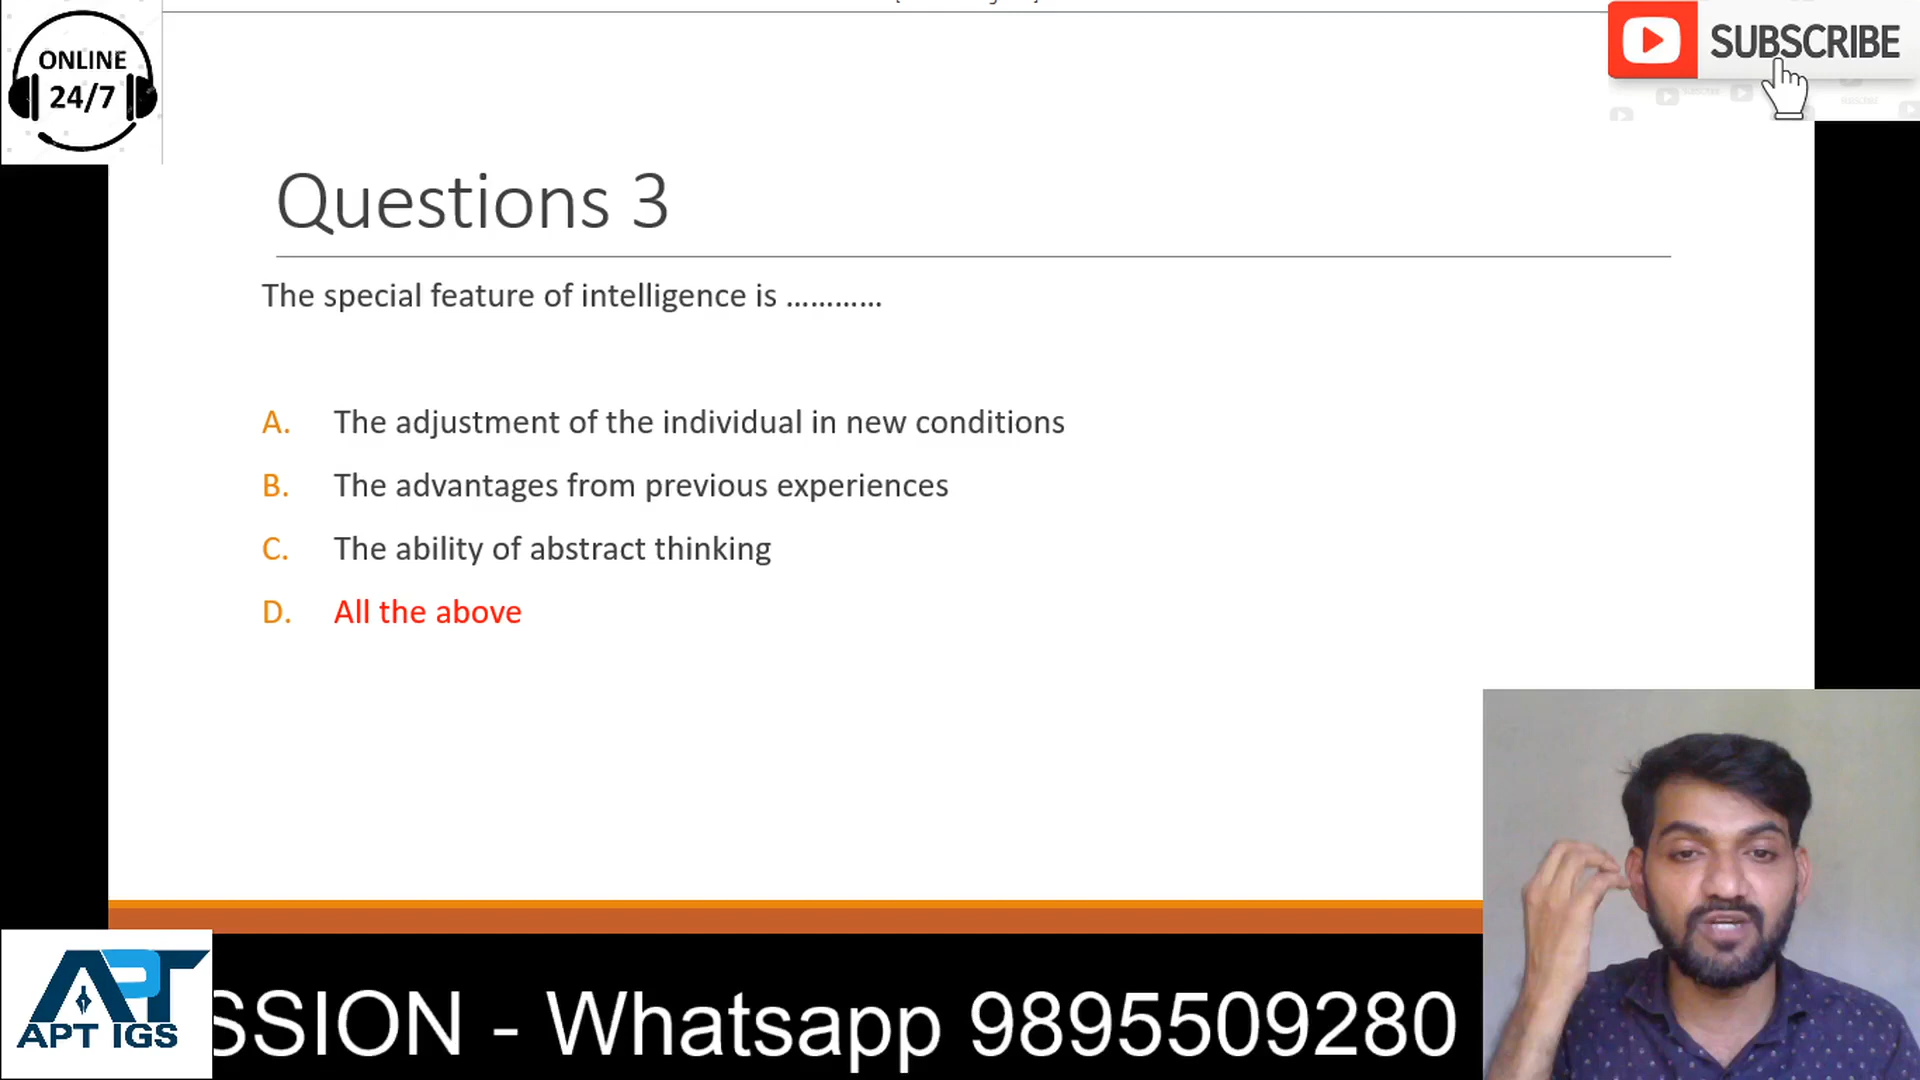 ONLINE
24/7
SUBSCRIBE
Questions 3
The special feature of intelligence is ............
A. The adjustment of the individual in new conditions
B. The advantages from previous experiences
C. The ability of abstract thinking
D. All the above
APT
APT IGS
SSION - Whatsapp 9895509280